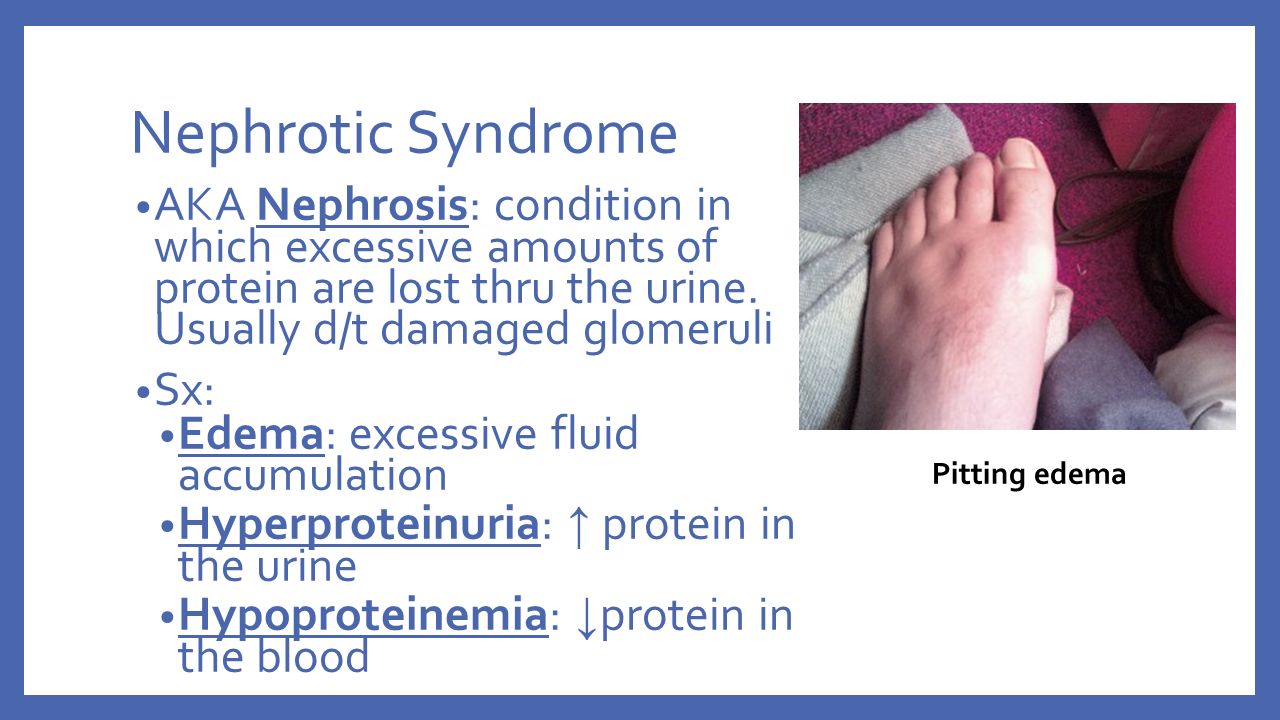 Nephrotic Syndrome
•AKA Nephrosis: condition in
which excessive amounts of
protein are lost thru the urine.
Usually d/t damaged glomeruli
•Sx:
•Edema: excessive fluid
accumulation
•Hyperproteinuria: ↑ protein in
the urine
•Hypoproteinemia: ↓protein in
the blood
Pitting edema